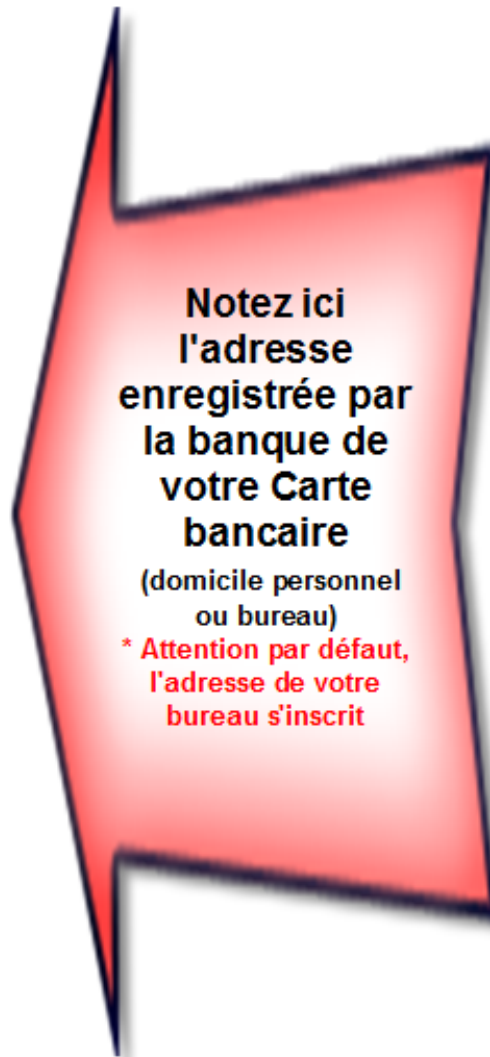 Notez ici
l'adresse
enregistrée par
la banque de
votre Carte
bancaire
(domicile personnel
ou bureau)
* Attention par défaut,
l'adresse de votre
bureau s'inscrit